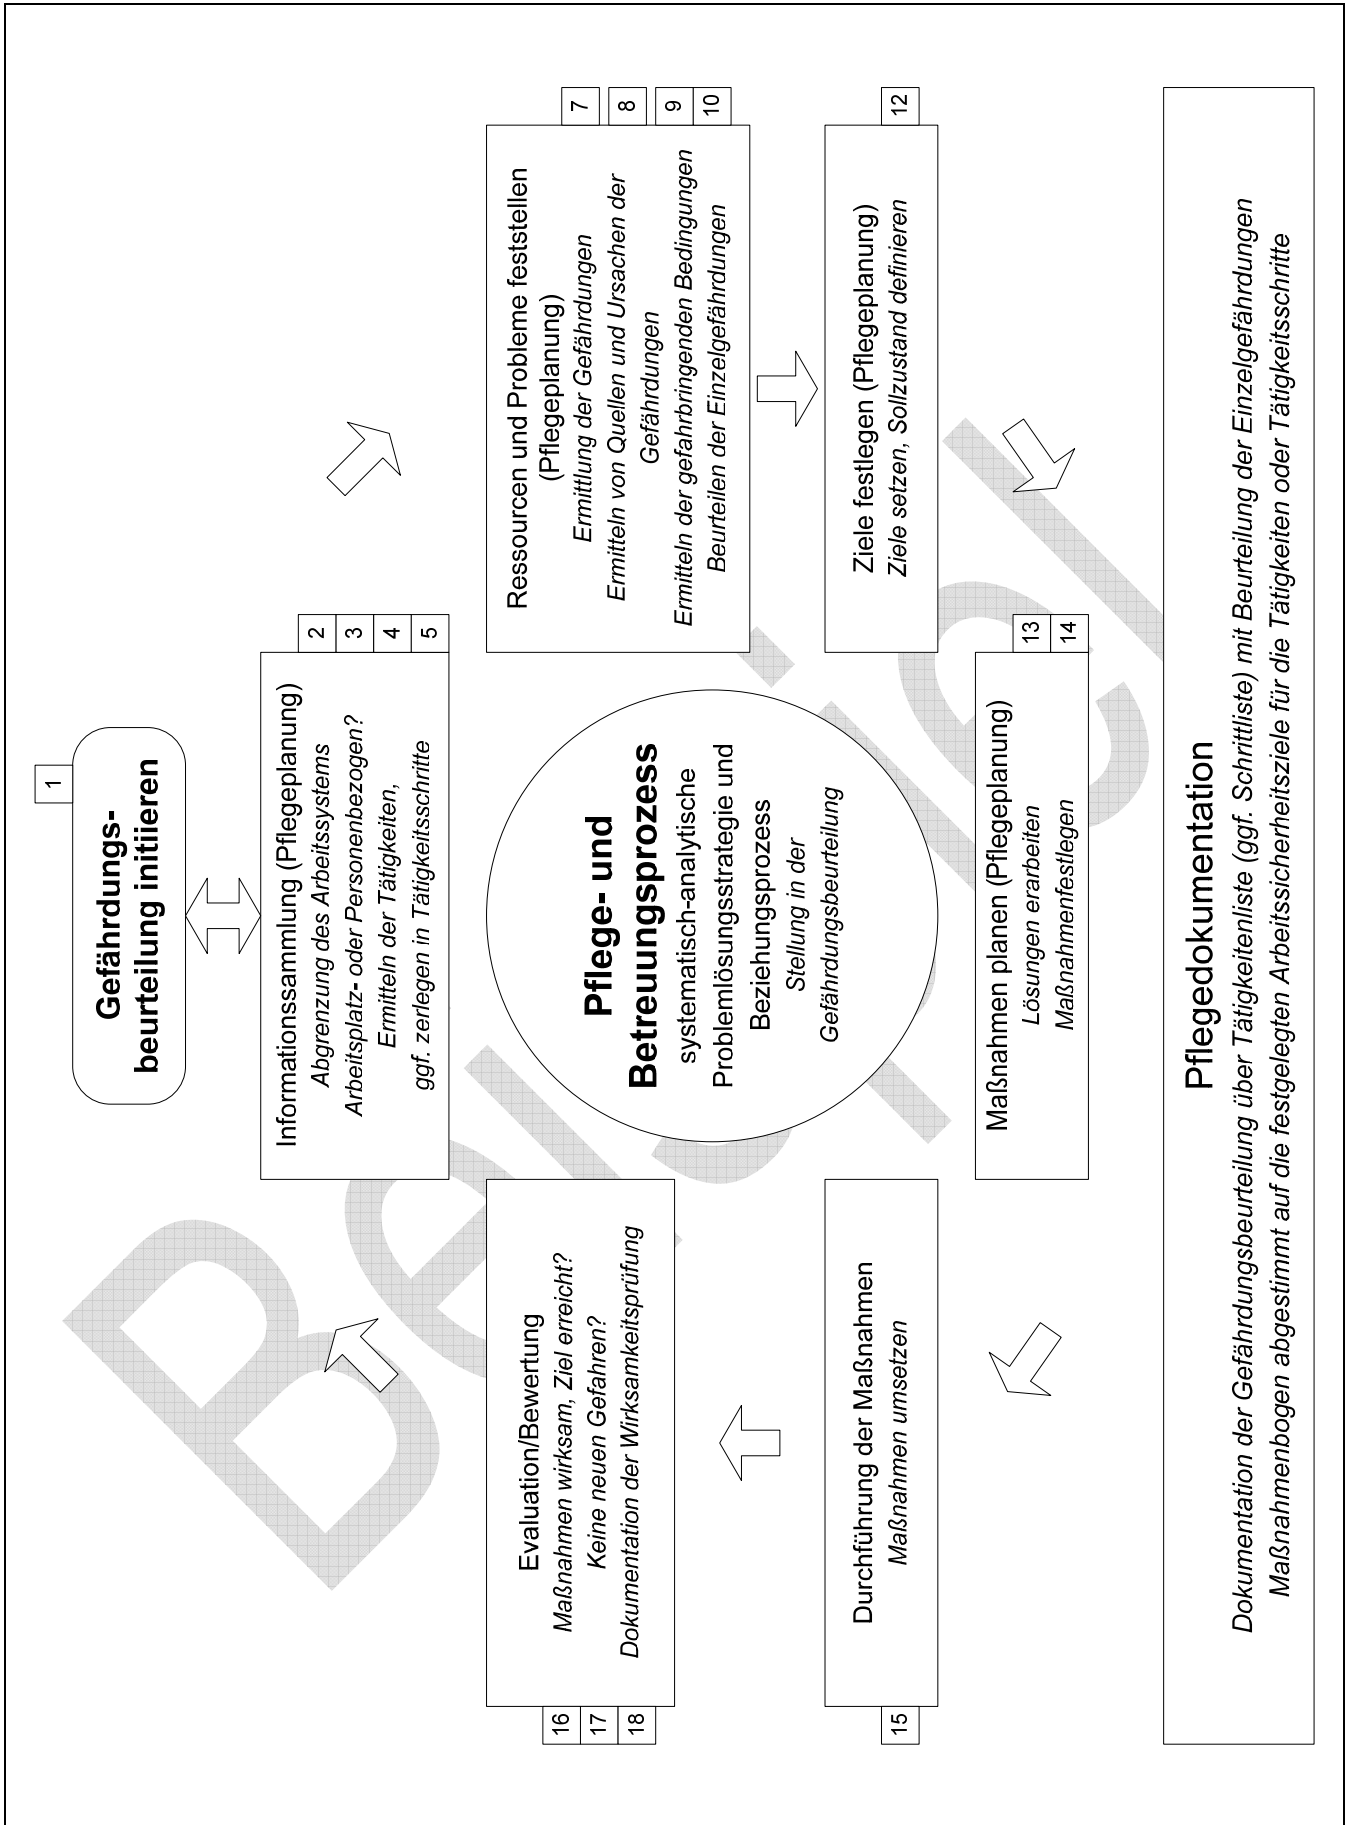 1
Gefährdungs-
beurteilung initiieren
Informationssammlung (Pflegeplanung)
Abgrenzung des Arbeitssystems
Arbeitsplatz- oder Personenbezogen?
Ermitteln der Tätigkeiten,
ggf. zerlegen in Tätigkeitsschritte
2
3
4
5
Ressourcen und Probleme feststellen
(Pflegeplanung)
Ermittlung der Gefährdungen
Ermitteln von Quellen und Ursachen der
Gefährdungen
Ermitteln der gefahrbringenden Bedingungen
Beurteilen der Einzelgefährdungen
7
8
9
10
Ziele festlegen (Pflegeplanung)
Ziele setzen, Sollzustand definieren
12
Maßnahmen planen (Pflegeplanung)
Lösungen erarbeiten
Maßnahmenfestlegen
13
14
Durchführung der Maßnahmen
Maßnahmen umsetzen
15
Evaluation/Bewertung
Maßnahmen wirksam, Ziel erreicht?
Keine neuen Gefahren?
Dokumentation der Wirksamkeitsprüfung
16
17
18
Pflege- und
Betreuungsprozess
systematisch-analytische
Problemlösungsstrategie und
Beziehungsprozess
Stellung in der
Gefährdungsbeurteilung
Pflegedokumentation
Dokumentation der Gefährdungsbeurteilung über Tätigkeitenliste (ggf. Schrittliste) mit Beurteilung der Einzelgefährdungen
Maßnahmenbogen abgestimmt auf die festgelegten Arbeitssicherheitsziele für die Tätigkeiten oder Tätigkeitsschritte
Beispiel